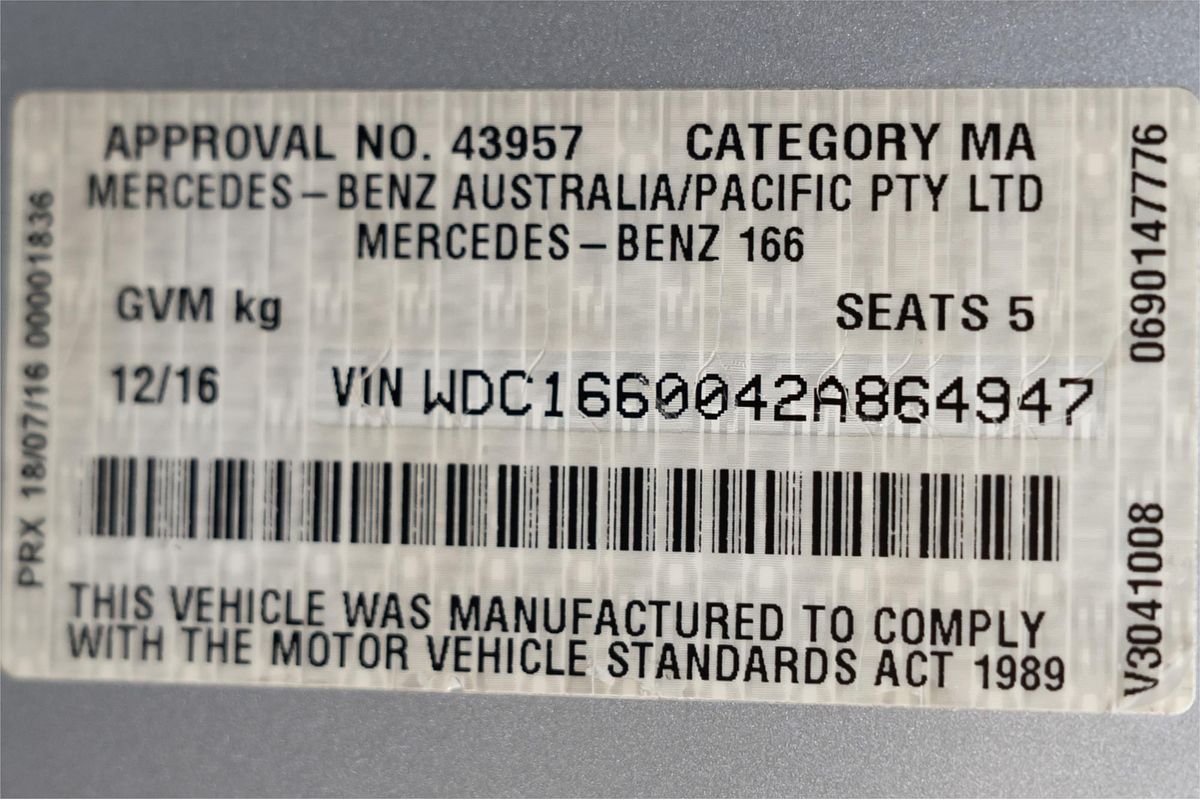 APPROVAL NO. 43957 CATEGORY MA
MERCEDES-BENZ AUSTRALIA/PACIFIC PTY LTD
MERCEDES-BENZ 166
GVM kg SEATS 5
12/16 VIN WDC1660042A864947
THIS VEHICLE WAS MANUFACTURED TO COMPLY
WITH THE MOTOR VEHICLE STANDARDS ACT 1989
PRX 18/07/16 000001836
V3041008 06901477776